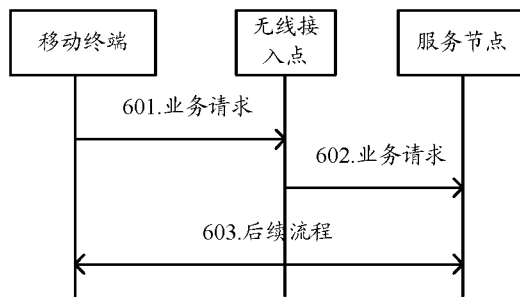 移动终端
无线接
入点
服务节点
601.业务请求
602.业务请求
603.后续流程